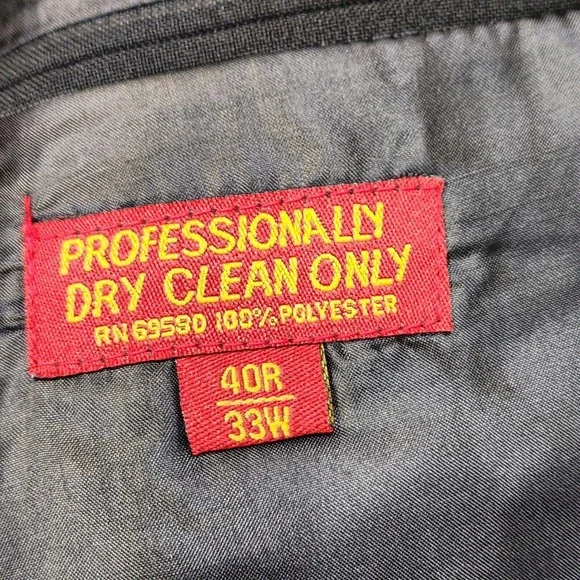 PROFESSIONALLY
DRY CLEAN ONLY
RN 69580 100% POLYESTER
40R
33W